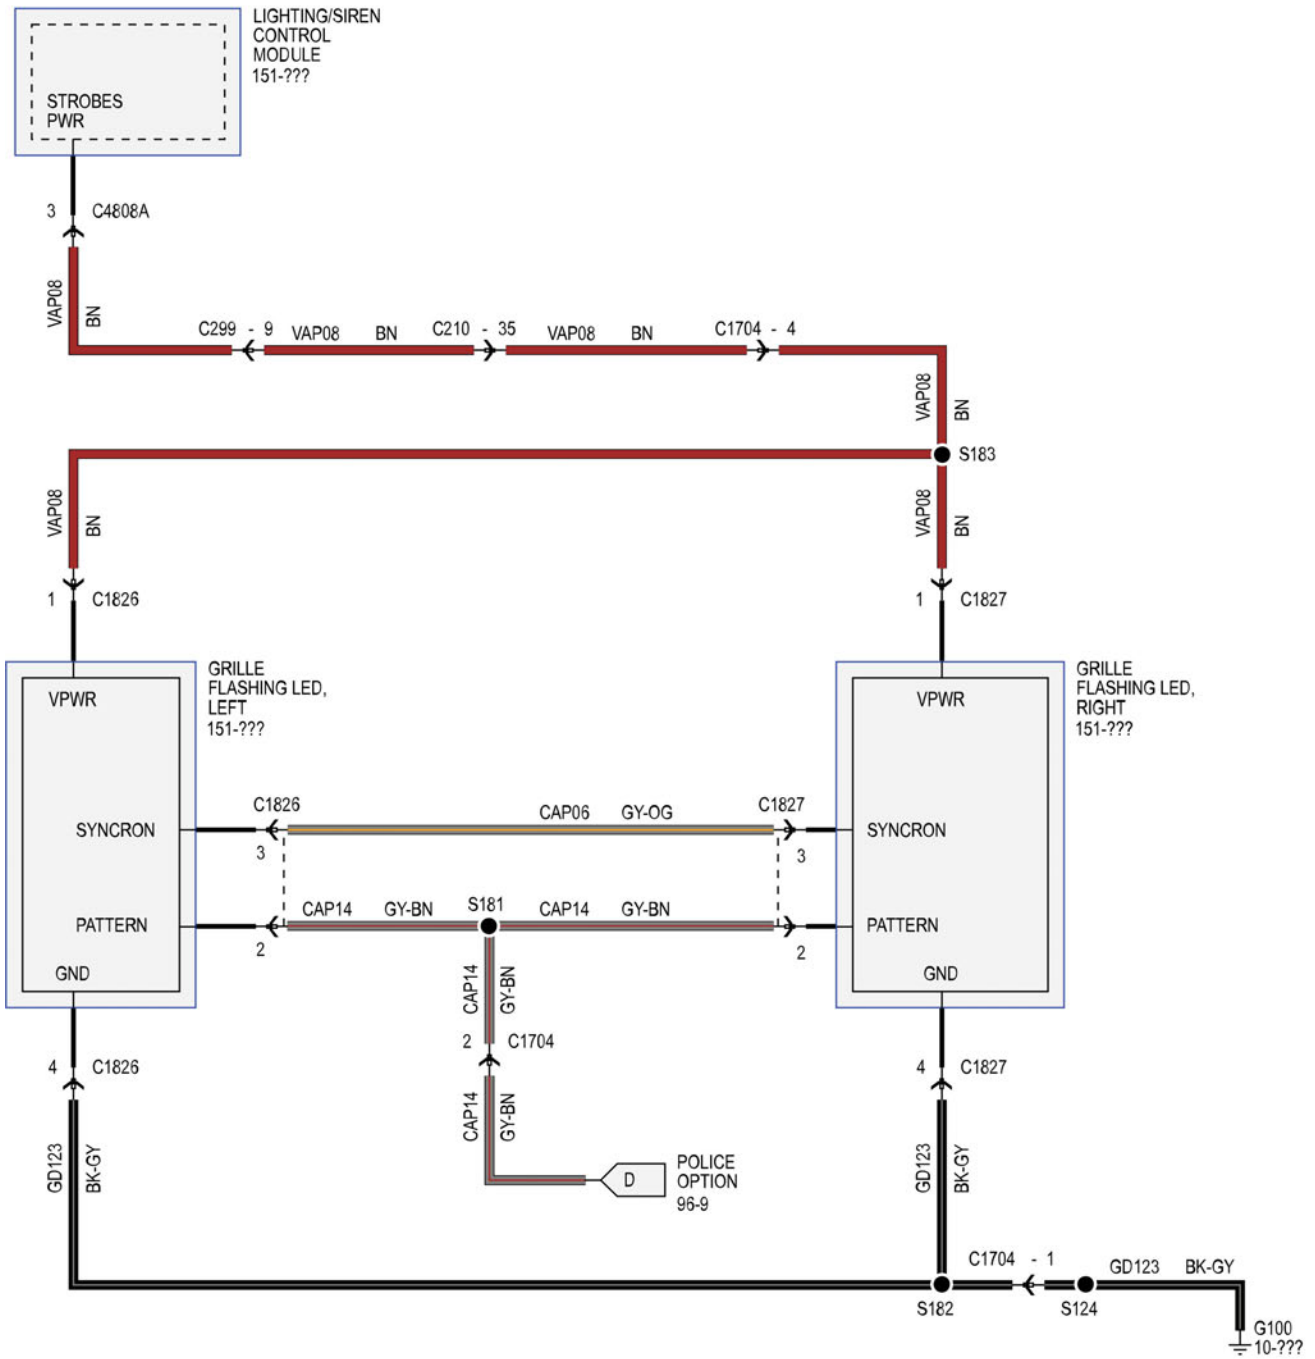 LIGHTING/SIREN
CONTROL
MODULE
151-???
STROBES
PWR
3 C4808A
VAP08 BN
C299 - 9 VAP08 BN C210 - 35 VAP08 BN C1704 - 4
VAP08 BN
S183
VAP08 BN
VAP08 BN
1 C1826
1 C1827
GRILLE
FLASHING LED,
LEFT
151-???
VPWR
GRILLE
FLASHING LED,
RIGHT
151-???
VPWR
C1826 CAP06 GY-OG C1827
SYNCRON
SYNCRON
3
3
CAP14 GY-BN S181 CAP14 GY-BN
PATTERN
PATTERN
2
2
GND
GND
CAP14 GY-BN
2 C1704
4 C1826
4 C1827
CAP14 GY-BN
GD123 BK-GY
D
POLICE
OPTION
96-9
GD123 BK-GY
C1704 - 1
GD123 BK-GY
S182
S124
G100
10-???